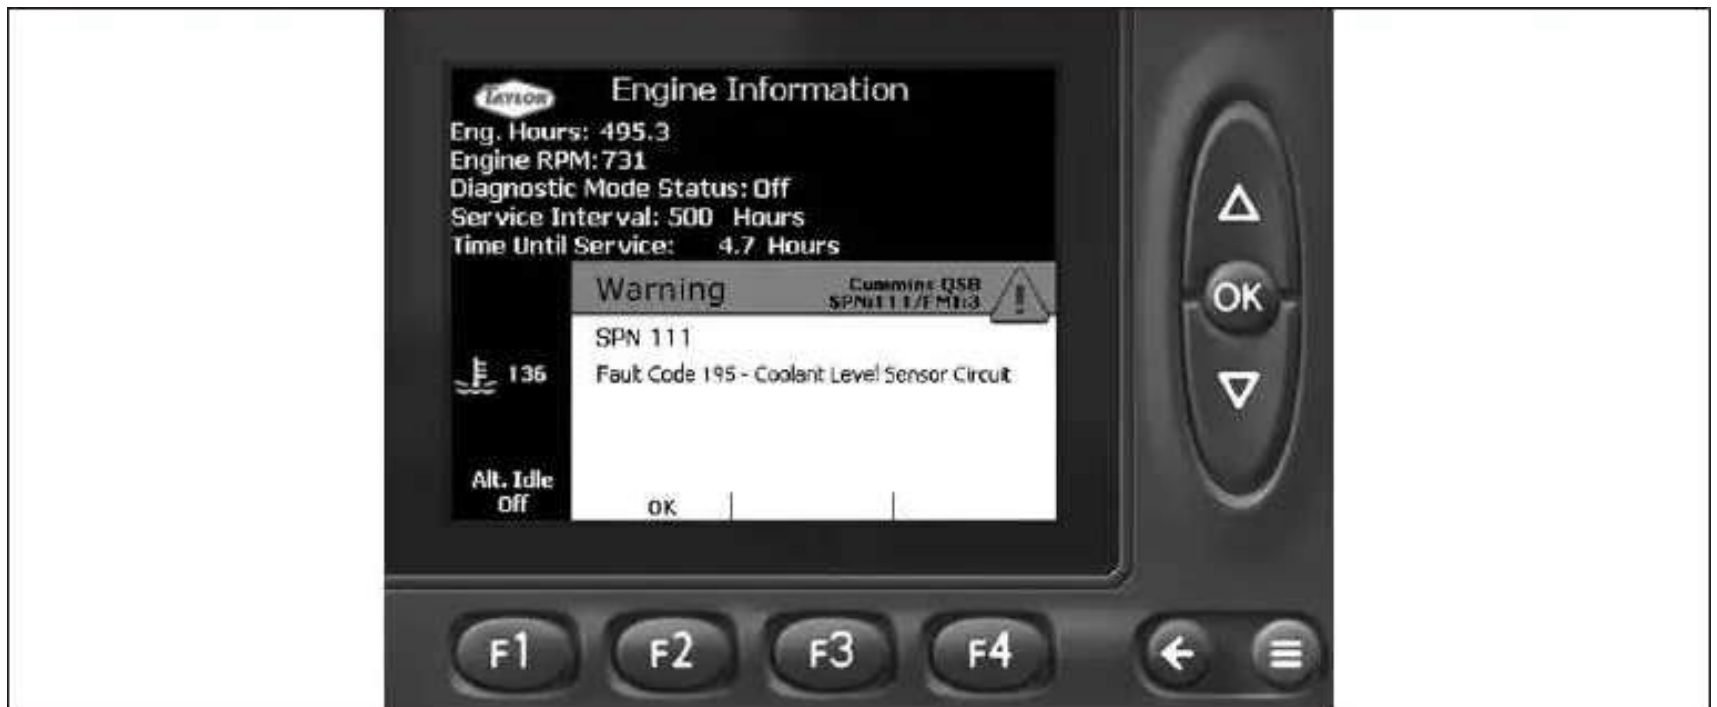 TAYLOR
Engine Information
Eng. Hours: 495.3
Engine RPM: 731
Diagnostic Mode Status: Off
Service Interval: 500 Hours
Time Until Service: 4.7 Hours
Warning
Cummins QSB
SPN:111/FMI:3
SPN 111
Fault Code 195 - Coolant Level Sensor Circuit
136
Alt. Idle
Off
OK
OK
F1 F2 F3 F4